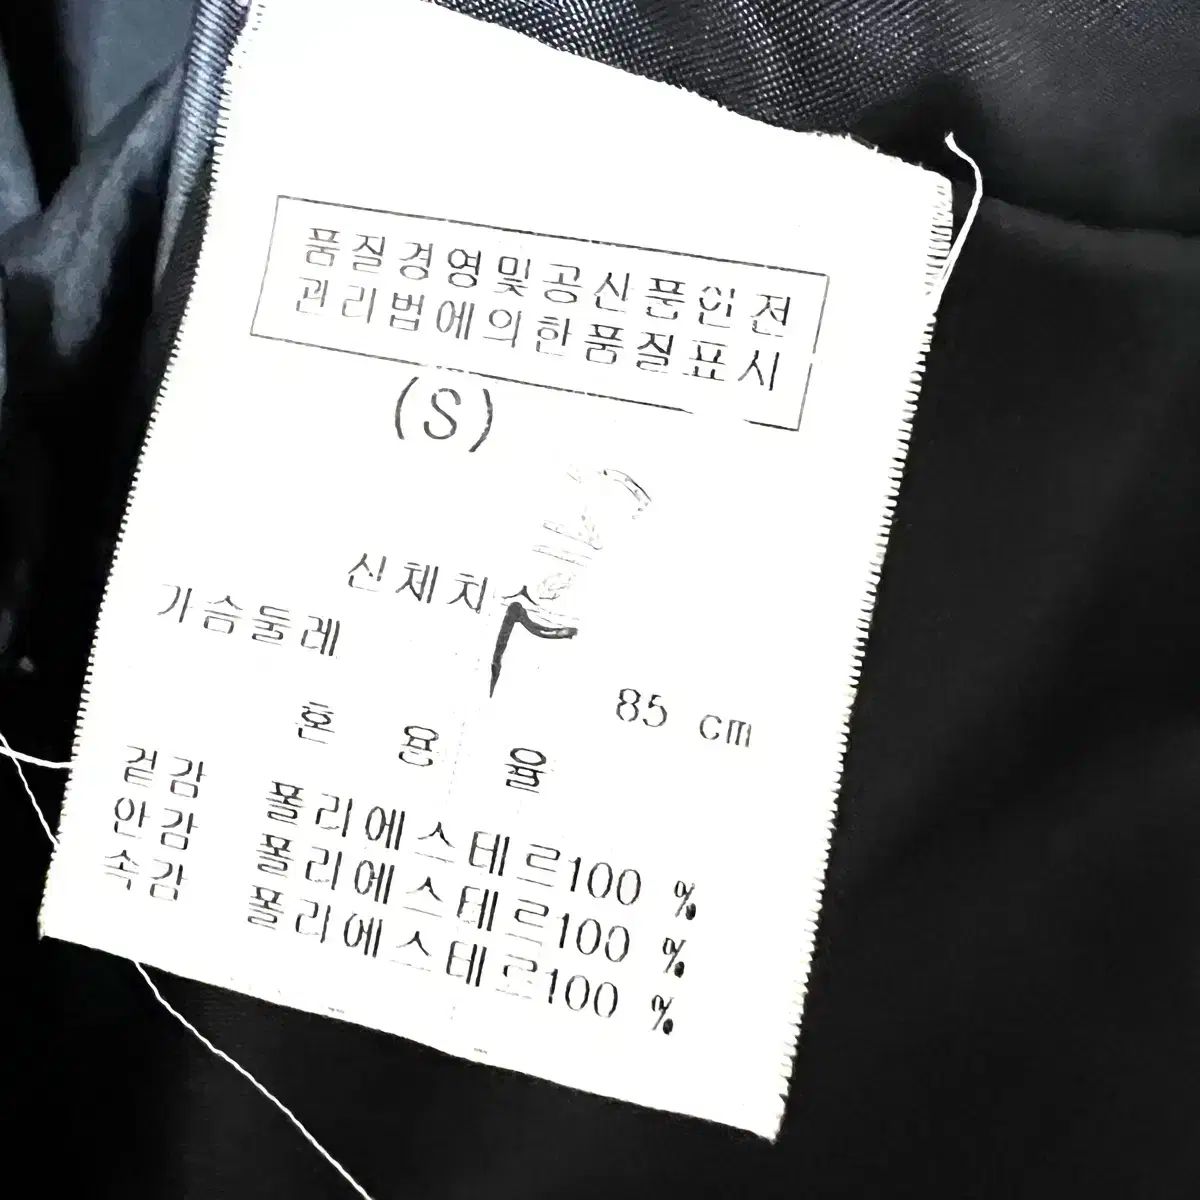 품질경영및공산품안전
관리법에의한품질표시
(S)
신체치수
가슴둘레 85 cm
혼 용 율
겉감 폴리에스테르100 %
안감 폴리에스테르100 %
속감 폴리에스테르100 %